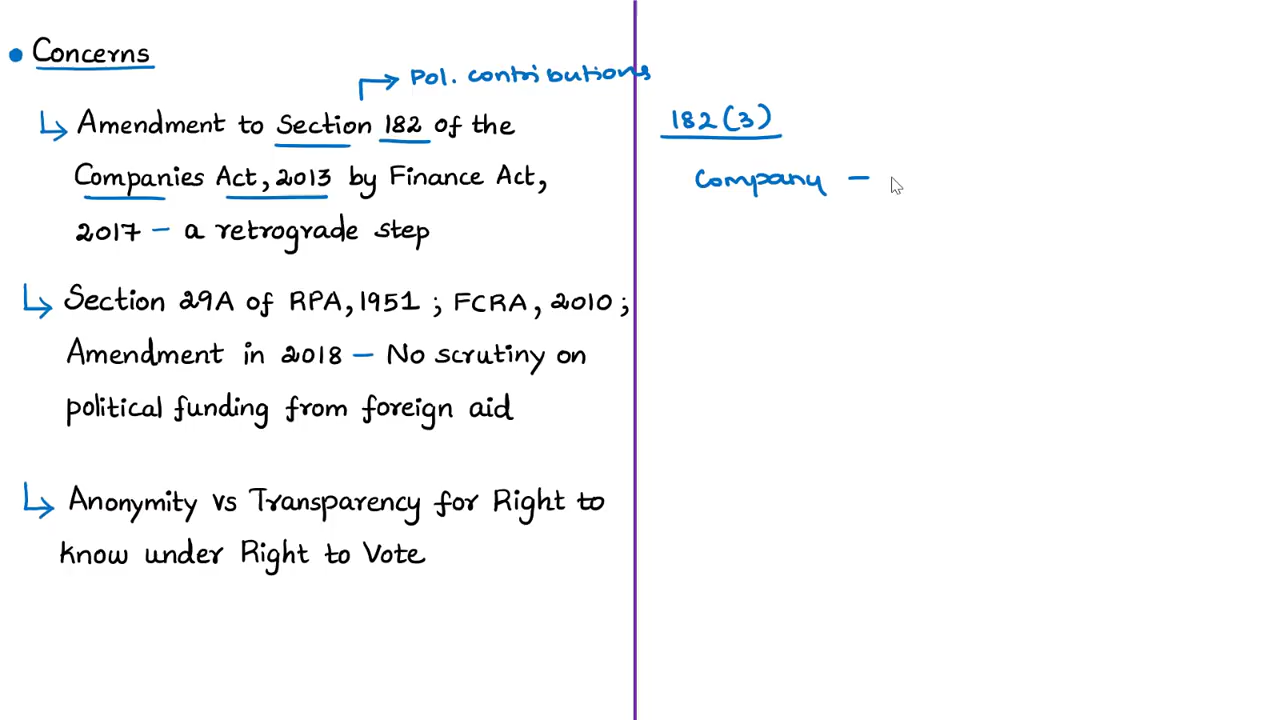 Concerns
Pol. contributions
Amendment to Section 182 of the
Companies Act, 2013 by Finance Act,
2017 – a retrograde step
Section 29A of RPA, 1951 ; FCRA, 2010 ;
Amendment in 2018 – No scrutiny on
political funding from foreign aid
Anonymity vs Transparency for Right to
know under Right to Vote
182(3)
Company –